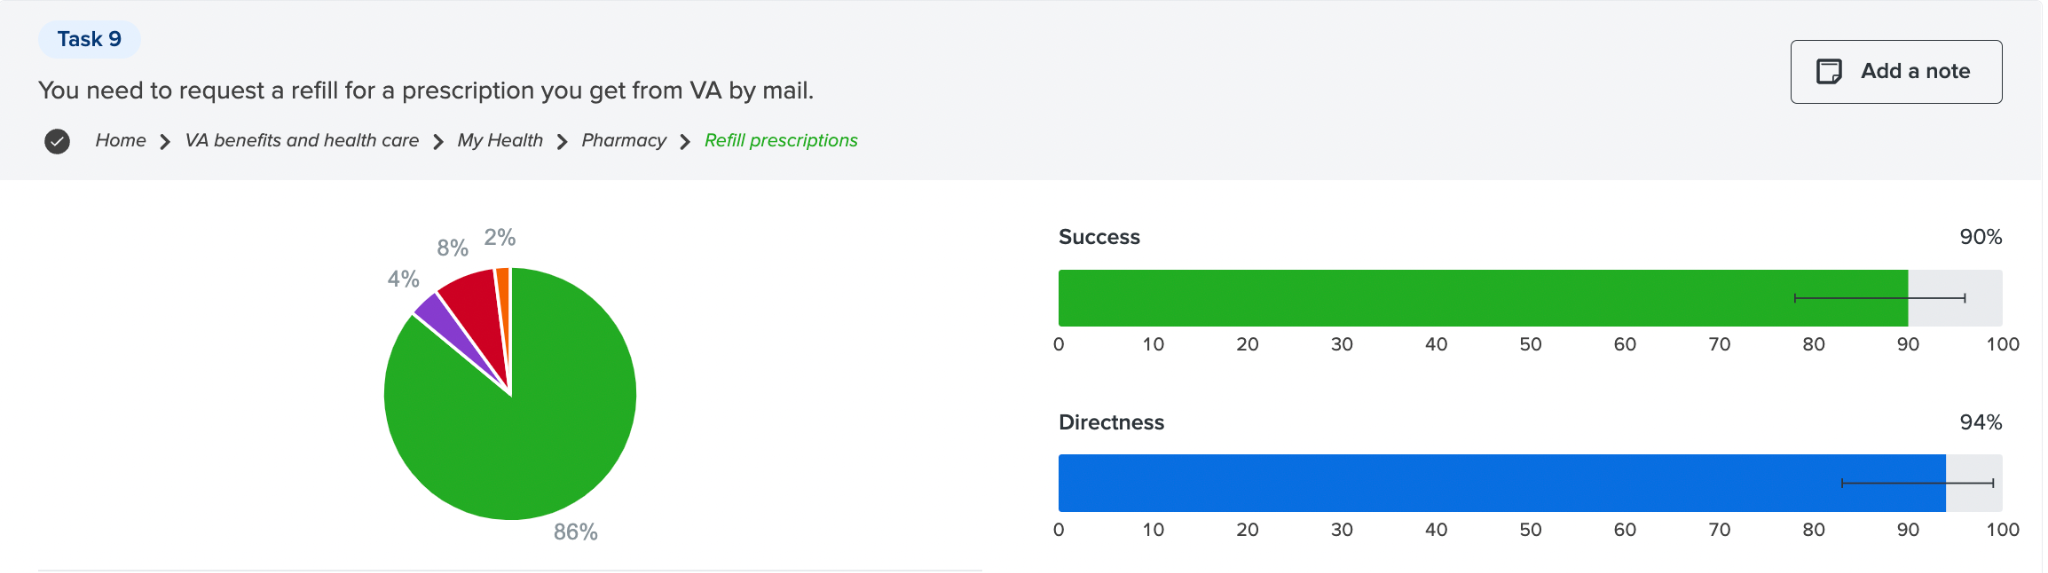 Task 9
Add a note
You need to request a refill for a prescription you get from VA by mail.
Home > VA benefits and health care > My Health > Pharmacy > Refill prescriptions
2%
8%
4%
86%
Success 90%
0 10 20 30 40 50 60 70 80 90 100
Directness 94%
0 10 20 30 40 50 60 70 80 90 100